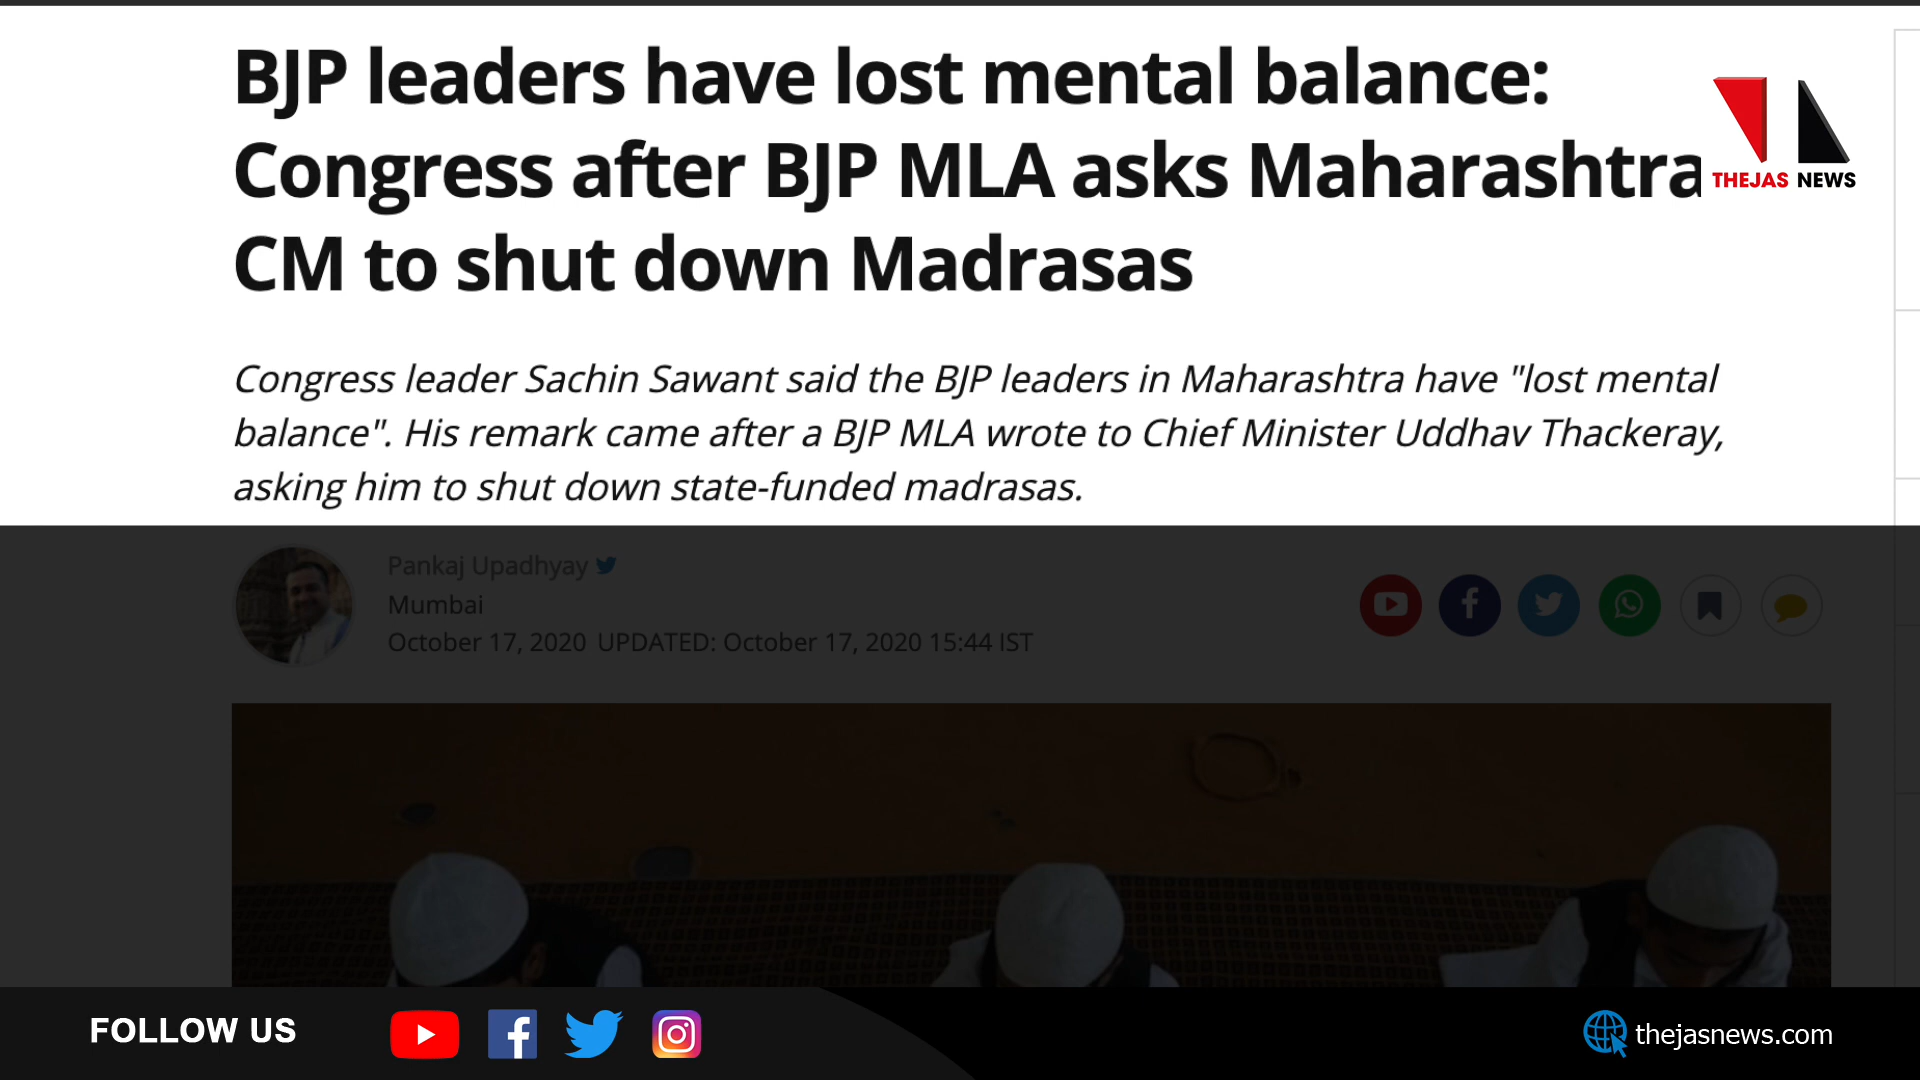 BJP leaders have lost mental balance:
Congress after BJP MLA asks Maharashtra
CM to shut down Madrasas
THEJAS NEWS
Congress leader Sachin Sawant said the BJP leaders in Maharashtra have "lost mental
balance". His remark came after a BJP MLA wrote to Chief Minister Uddhav Thackeray,
asking him to shut down state-funded madrasas.
Pankaj Upadhyay
Mumbai
October 17, 2020 UPDATED: October 17, 2020 15:44 IST
FOLLOW US
thejasnews.com